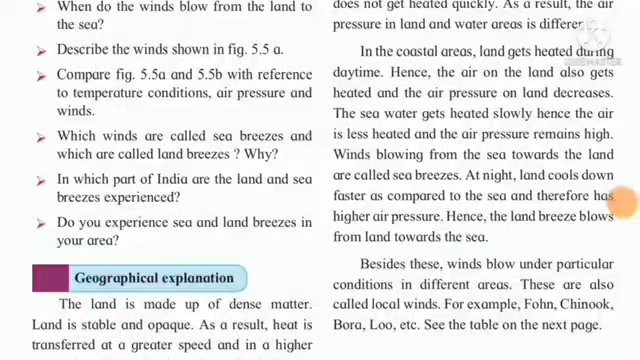 When do the winds blow from the land to
the sea?
Describe the winds shown in fig. 5.5 a.
Compare fig. 5.5a and 5.5b with reference
to temperature conditions, air pressure and
winds.
Which winds are called sea breezes and
which are called land breezes ? Why?
In which part of India are the land and sea
breezes experienced?
Do you experience sea and land breezes in
your area?
Geographical explanation
The land is made up of dense matter.
Land is stable and opaque. As a result, heat is
transferred at a greater speed and in a higher
does not get heated quickly. As a result, the air
pressure in land and water areas is different.
In the coastal areas, land gets heated during
daytime. Hence, the air on the land also gets
heated and the air pressure on land decreases.
The sea water gets heated slowly hence the air
is less heated and the air pressure remains high.
Winds blowing from the sea towards the land
are called sea breezes. At night, land cools down
faster as compared to the sea and therefore has
higher air pressure. Hence, the land breeze blows
from land towards the sea.
Besides these, winds blow under particular
conditions in different areas. These are also
called local winds. For example, Fohn, Chinook,
Bora, Loo, etc. See the table on the next page.